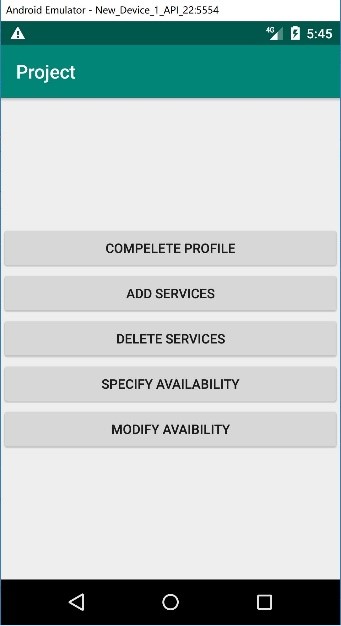 Android Emulator - New_Device_1_API_22:5554
4G 5:45
Project
COMPELETE PROFILE
ADD SERVICES
DELETE SERVICES
SPECIFY AVAILABILITY
MODIFY AVAIBILITY